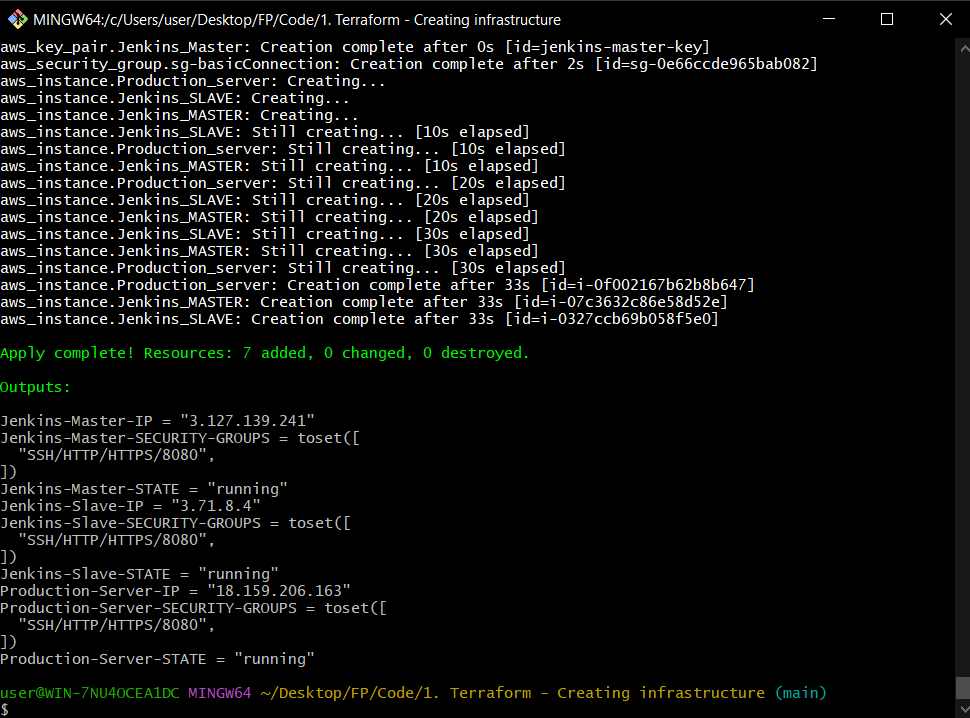 MINGW64:/c/Users/user/Desktop/FP/Code/1. Terraform - Creating infrastructure
aws_key_pair.Jenkins_Master: Creation complete after 0s [id=jenkins-master-key]
aws_security_group.sg-basicConnection: Creation complete after 2s [id=sg-0e66ccde965bab082]
aws_instance.Production_server: Creating...
aws_instance.Jenkins_SLAVE: Creating...
aws_instance.Jenkins_MASTER: Creating...
aws_instance.Jenkins_SLAVE: Still creating... [10s elapsed]
aws_instance.Production_server: Still creating... [10s elapsed]
aws_instance.Jenkins_MASTER: Still creating... [10s elapsed]
aws_instance.Production_server: Still creating... [20s elapsed]
aws_instance.Jenkins_SLAVE: Still creating... [20s elapsed]
aws_instance.Jenkins_MASTER: Still creating... [20s elapsed]
aws_instance.Jenkins_SLAVE: Still creating... [30s elapsed]
aws_instance.Jenkins_MASTER: Still creating... [30s elapsed]
aws_instance.Production_server: Still creating... [30s elapsed]
aws_instance.Production_server: Creation complete after 33s [id=i-0f002167b62b8b647]
aws_instance.Jenkins_MASTER: Creation complete after 33s [id=i-07c3632c86e58d52e]
aws_instance.Jenkins_SLAVE: Creation complete after 33s [id=i-0327ccb69b058f5e0]
Apply complete! Resources: 7 added, 0 changed, 0 destroyed.
Outputs:
Jenkins-Master-IP = "3.127.139.241"
Jenkins-Master-SECURITY-GROUPS = toset([
  "SSH/HTTP/HTTPS/8080",
])
Jenkins-Master-STATE = "running"
Jenkins-Slave-IP = "3.71.8.4"
Jenkins-Slave-SECURITY-GROUPS = toset([
  "SSH/HTTP/HTTPS/8080",
])
Jenkins-Slave-STATE = "running"
Production-Server-IP = "18.159.206.163"
Production-Server-SECURITY-GROUPS = toset([
  "SSH/HTTP/HTTPS/8080",
])
Production-Server-STATE = "running"
user@WIN-7NU4OCEA1DC MINGW64 ~/Desktop/FP/Code/1. Terraform - Creating infrastructure (main)
$